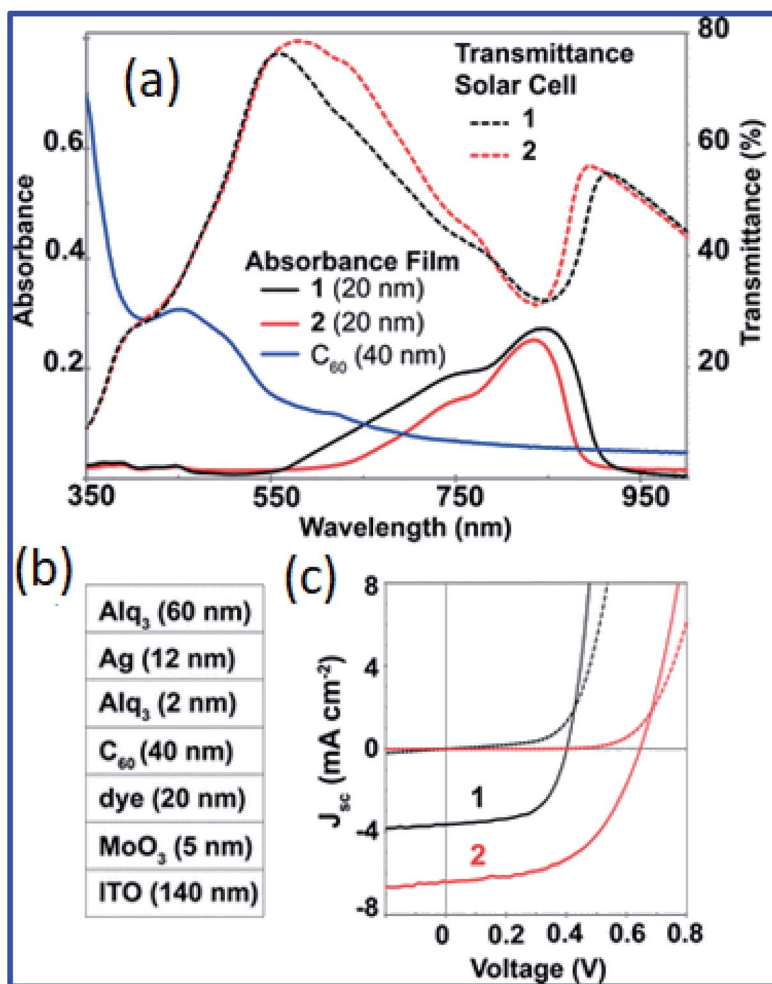 (a)
Transmittance
Solar Cell
1
2
Absorbance Film
1 (20 nm)
2 (20 nm)
C₆₀ (40 nm)
Absorbance
0.6
0.4
0.2
Transmittance (%)
80
60
40
20
350 550 750 950
Wavelength (nm)
(b)
Alq₃ (60 nm)
Ag (12 nm)
Alq₃ (2 nm)
C₆₀ (40 nm)
dye (20 nm)
MoO₃ (5 nm)
ITO (140 nm)
(c)
J_sc (mA cm⁻²)
8
4
0
-4
-8
1
2
0 0.2 0.4 0.6 0.8
Voltage (V)